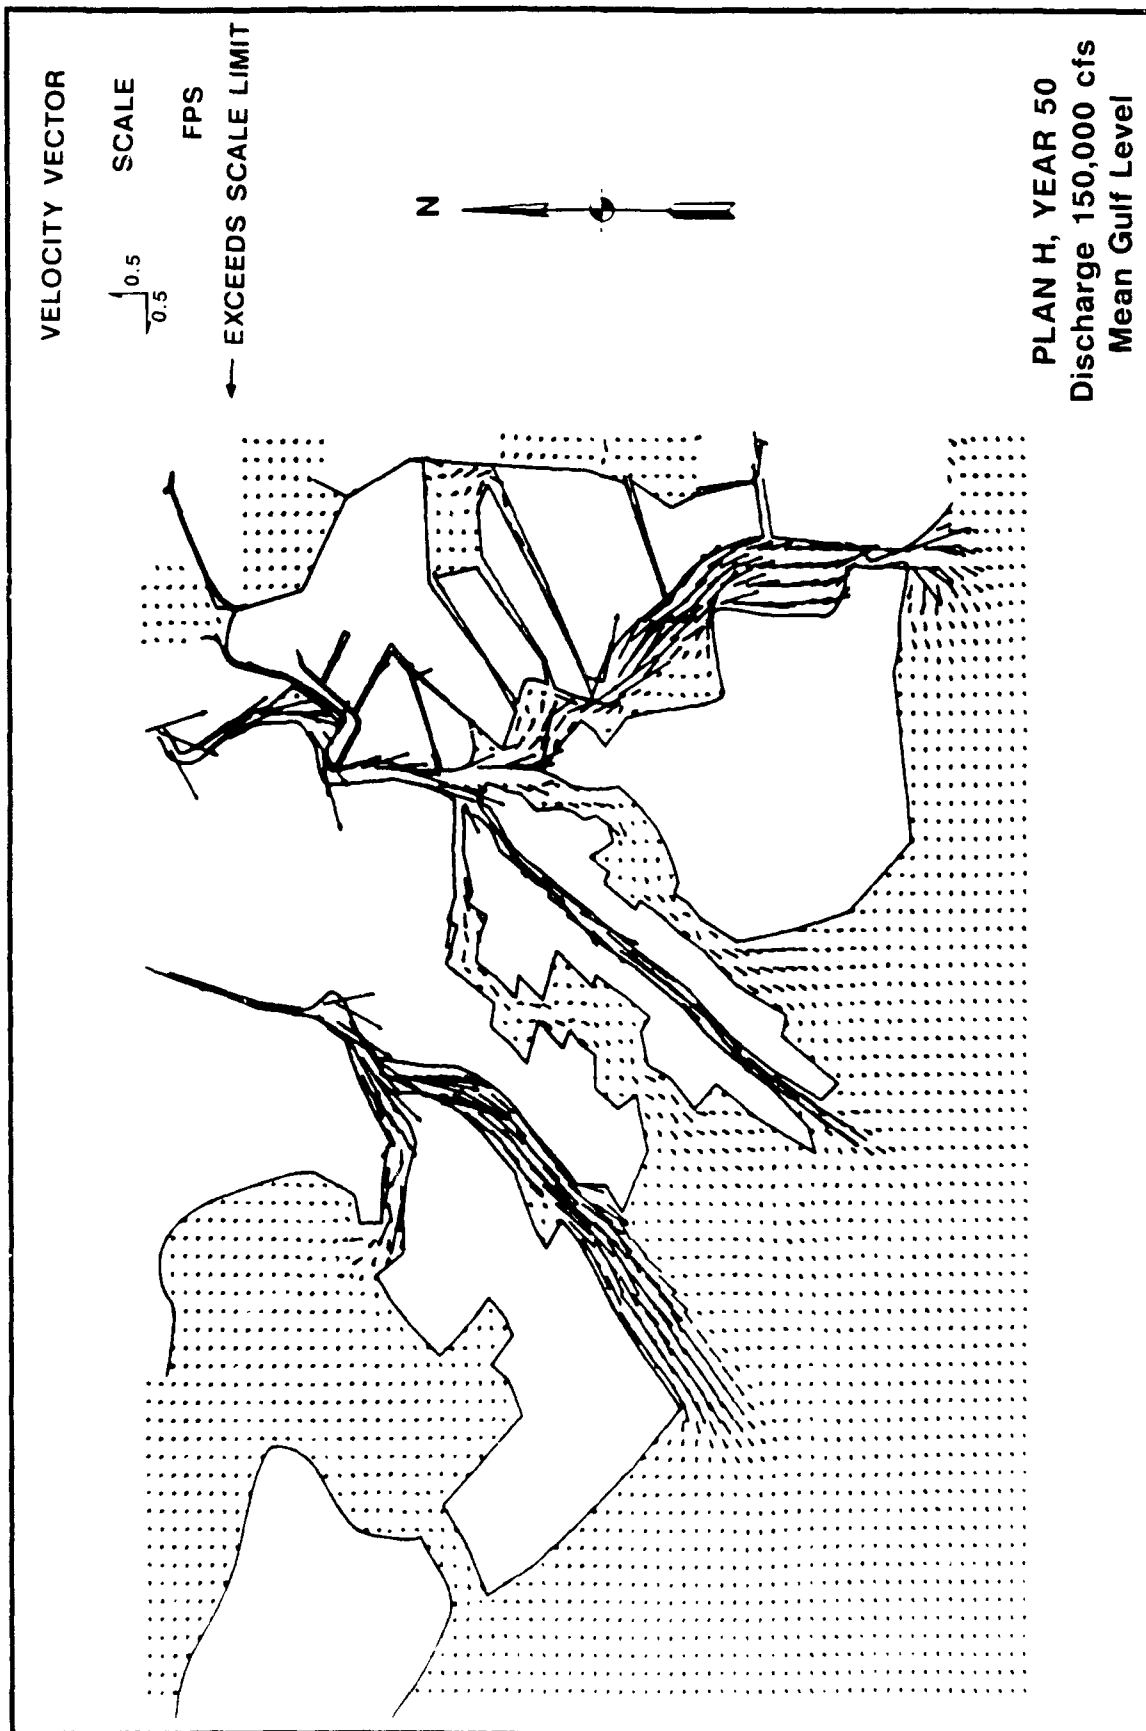 VELOCITY VECTOR
SCALE
0.5
0.5
FPS
EXCEEDS SCALE LIMIT
N
PLAN H, YEAR 50
Discharge 150,000 cfs
Mean Gulf Level